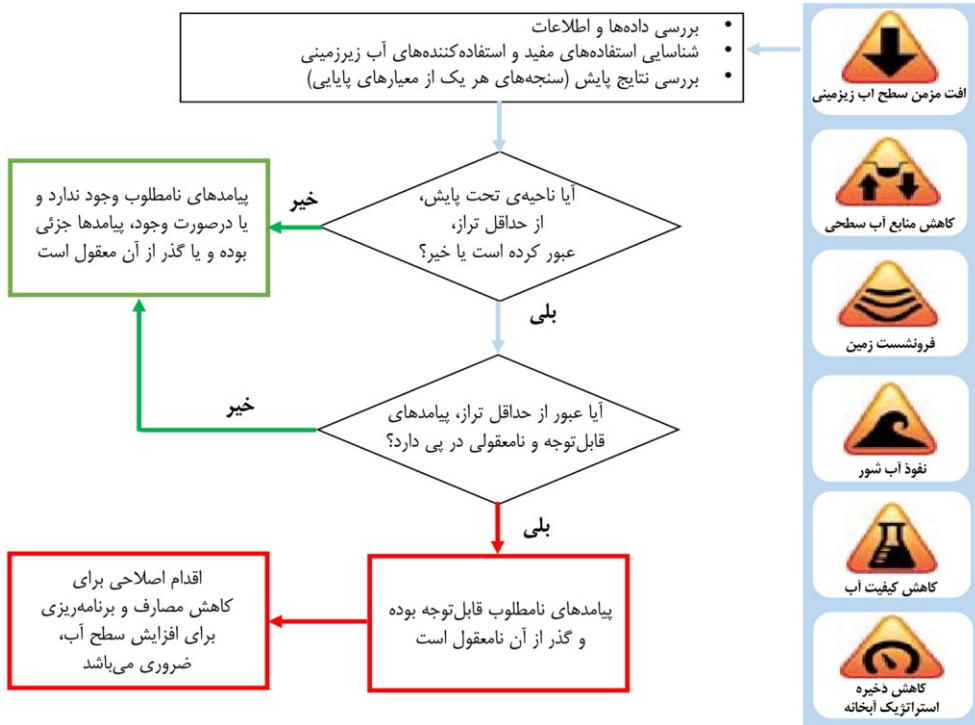 • بررسی داده‌ها و اطلاعات
• شناسایی استفاده‌های مفید و استفاده‌کننده‌های آب زیرزمینی
• بررسی نتایج پایش (سنجه‌های هر یک از معیارهای پایایی)
افت مزمن سطح اب زیزمینی
کاهش منابع آب سطحی
فرونشست زمین
نفوذ آب شور
کاهش کیفیت آب
کاهش ذخیره
استراتژیک آبخانه
آیا ناحیه‌ی تحت پایش،
از حداقل تراز،
عبور کرده است یا خیر؟
خیر
پیامدهای نامطلوب وجود ندارد و
یا درصورت وجود، پیامدها جزئی
بوده و یا گذر از آن معقول است
بلی
آیا عبور از حداقل تراز، پیامدهای
قابل‌توجه و نامعقولی در پی دارد؟
خیر
بلی
پیامدهای نامطلوب قابل‌توجه بوده
و گذر از آن نامعقول است
اقدام اصلاحی برای
کاهش مصارف و برنامه‌ریزی
برای افزایش سطح آب،
ضروری می‌باشد